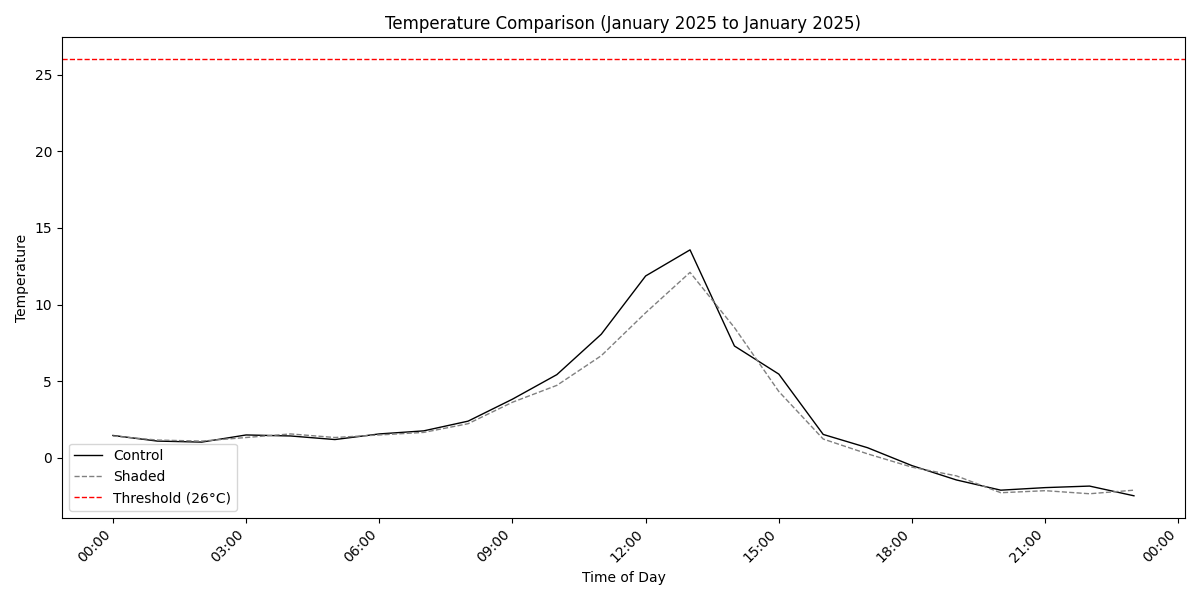 Temperature Comparison (January 2025 to January 2025)
Temperature
25
20
15
10
5
0
Control
Shaded
Threshold (26°C)
00:00
03:00
06:00
09:00
12:00
15:00
18:00
21:00
00:00
Time of Day